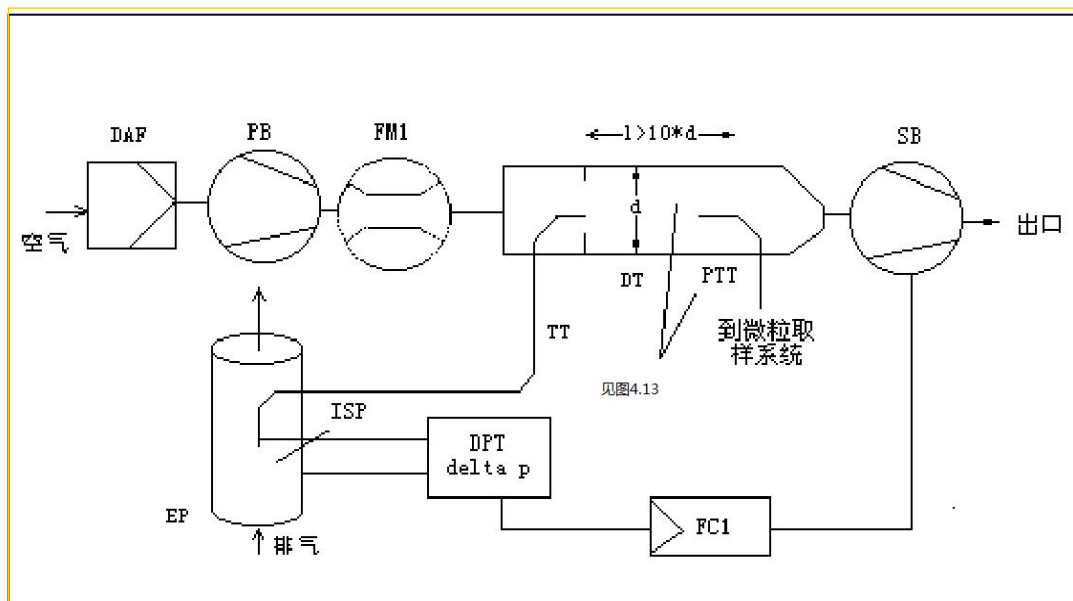 DAF
PB
FM1
l>10*d
SB
空气
d
出口
DT
PTT
TT
到微粒取
样系统
见图4.13
ISP
DPT
delta p
EP
FC1
排气